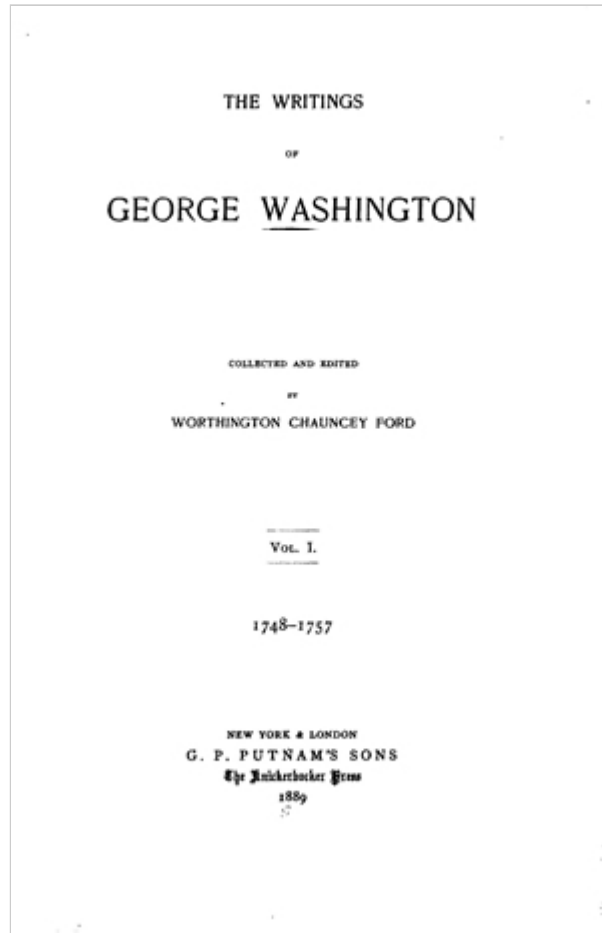 THE WRITINGS
OF
GEORGE WASHINGTON
COLLECTED AND EDITED
BY
WORTHINGTON CHAUNCEY FORD
VOL. I.
1748–1757
NEW YORK & LONDON
G. P. PUTNAM'S SONS
The Knickerbocker Press
1889